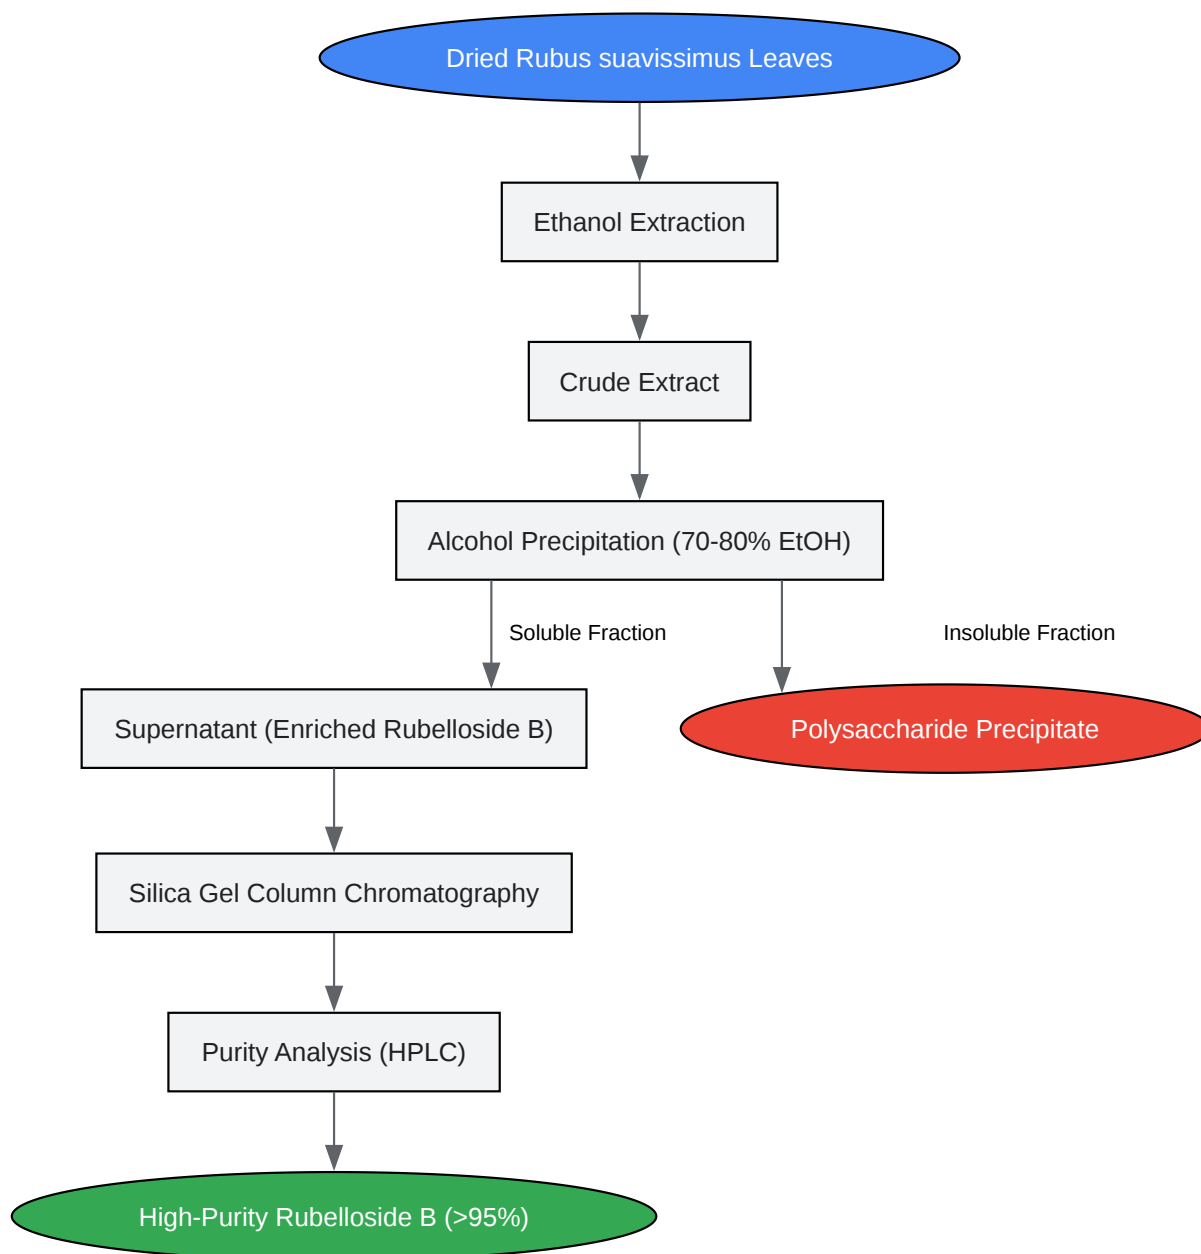 Dried Rubus suavissimus Leaves
Ethanol Extraction
Crude Extract
Alcohol Precipitation (70-80% EtOH)
Soluble Fraction
Insoluble Fraction
Supernatant (Enriched Rubelloside B)
Polysaccharide Precipitate
Silica Gel Column Chromatography
Purity Analysis (HPLC)
High-Purity Rubelloside B (>95%)